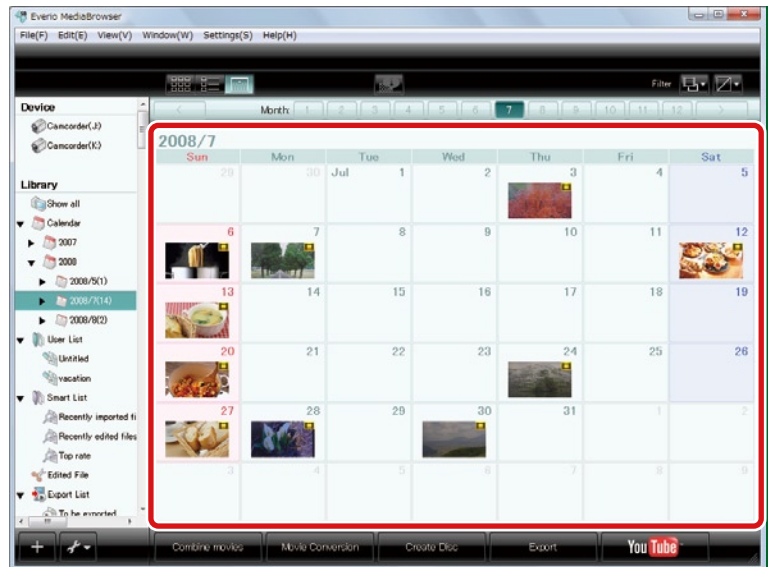 Everio MediaBrowser
File(F) Edit(E) View(V) Window(W) Settings(S) Help(H)
Filter
Device
Camcorder(J:)
Camcorder(K:)
Library
Show all
Calendar
2007
2008
2008/5(1)
2008/7(14)
2008/8(2)
User List
Untitled
vacation
Smart List
Recently imported fi
Recently edited files
Top rate
Edited File
Export List
To be exported
< Month: 1 2 3 4 5 6 7 8 9 10 11 12 >
2008/7
Sun Mon Tue Wed Thu Fri Sat
29 30 Jul 1 2 3 4 5
6 7 8 9 10 11 12
13 14 15 16 17 18 19
20 21 22 23 24 25 26
27 28 29 30 31 1 2
3 4 5 6 7 8 9
Combine movies Movie Conversion Create Disc Export YouTube